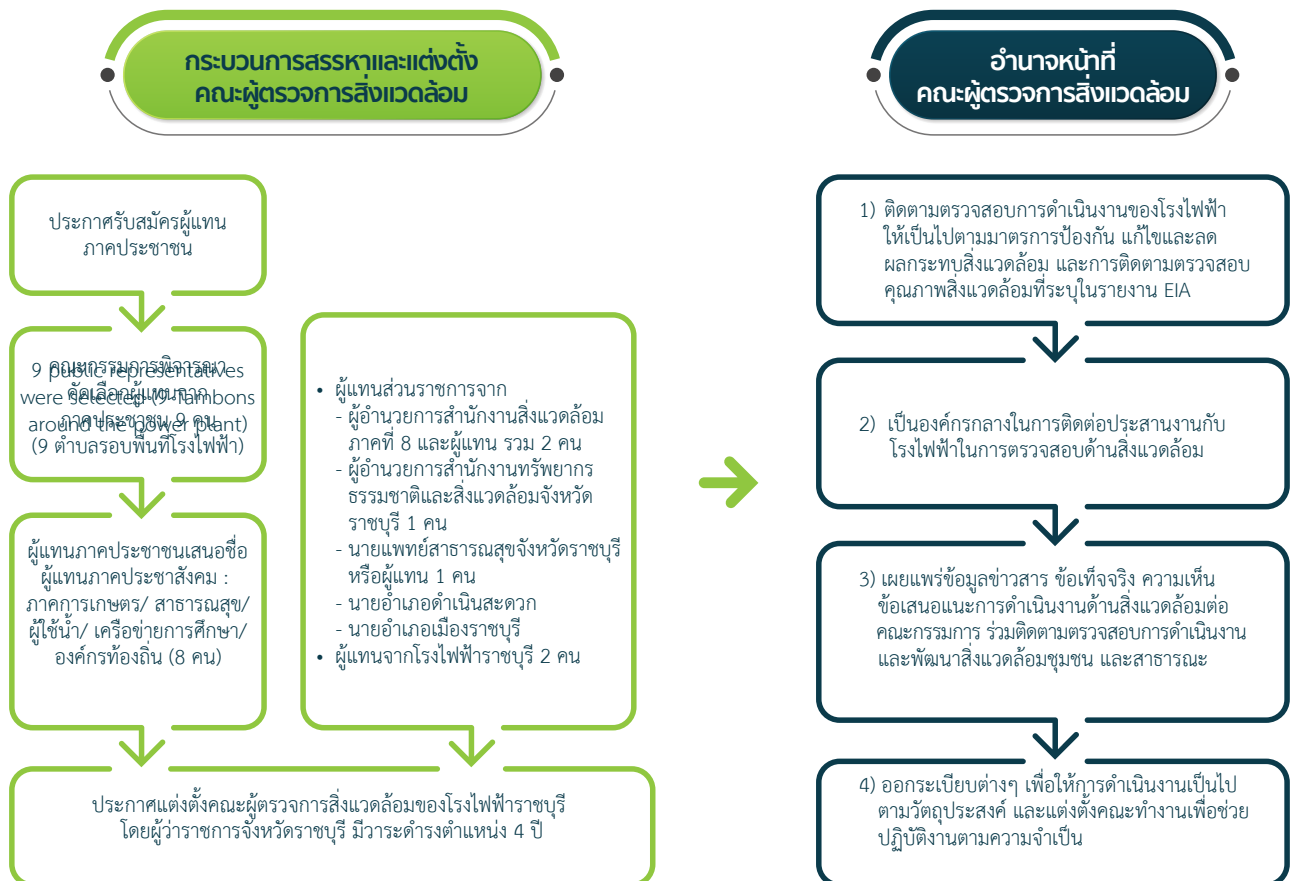 กระบวนการสรรหาและแต่งตั้ง
คณะผู้ตรวจการสิ่งแวดล้อม
ประกาศรับสมัครผู้แทน
ภาคประชาชน
คณะกรรมการพิจารณา
คัดเลือกผู้แทนจาก
ภาคประชาชน 9 คน
(9 ตำบลรอบพื้นที่โรงไฟฟ้า)
9 public representatives
were selected (9 Tambons
around the power plant)
ผู้แทนภาคประชาชนเสนอชื่อ
ผู้แทนภาคประชาสังคม :
ภาคการเกษตร/ สาธารณสุข/
ผู้ใช้น้ำ/ เครือข่ายการศึกษา/
องค์กรท้องถิ่น (8 คน)
• ผู้แทนส่วนราชการจาก
- ผู้อำนวยการสำนักงานสิ่งแวดล้อม
ภาคที่ 8 และผู้แทน รวม 2 คน
- ผู้อำนวยการสำนักงานทรัพยากร
ธรรมชาติและสิ่งแวดล้อมจังหวัด
ราชบุรี 1 คน
- นายแพทย์สาธารณสุขจังหวัดราชบุรี
หรือผู้แทน 1 คน
- นายอำเภอดำเนินสะดวก
- นายอำเภอเมืองราชบุรี
• ผู้แทนจากโรงไฟฟ้าราชบุรี 2 คน
ประกาศแต่งตั้งคณะผู้ตรวจการสิ่งแวดล้อมของโรงไฟฟ้าราชบุรี
โดยผู้ว่าราชการจังหวัดราชบุรี มีวาระดำรงตำแหน่ง 4 ปี
อำนาจหน้าที่
คณะผู้ตรวจการสิ่งแวดล้อม
1) ติดตามตรวจสอบการดำเนินงานของโรงไฟฟ้า
ให้เป็นไปตามมาตรการป้องกัน แก้ไขและลด
ผลกระทบสิ่งแวดล้อม และการติดตามตรวจสอบ
คุณภาพสิ่งแวดล้อมที่ระบุในรายงาน EIA
2) เป็นองค์กรกลางในการติดต่อประสานงานกับ
โรงไฟฟ้าในการตรวจสอบด้านสิ่งแวดล้อม
3) เผยแพร่ข้อมูลข่าวสาร ข้อเท็จจริง ความเห็น
ข้อเสนอแนะการดำเนินงานด้านสิ่งแวดล้อมต่อ
คณะกรรมการ ร่วมติดตามตรวจสอบการดำเนินงาน
และพัฒนาสิ่งแวดล้อมชุมชน และสาธารณะ
4) ออกระเบียบต่างๆ เพื่อให้การดำเนินงานเป็นไป
ตามวัตถุประสงค์ และแต่งตั้งคณะทำงานเพื่อช่วย
ปฏิบัติงานตามความจำเป็น